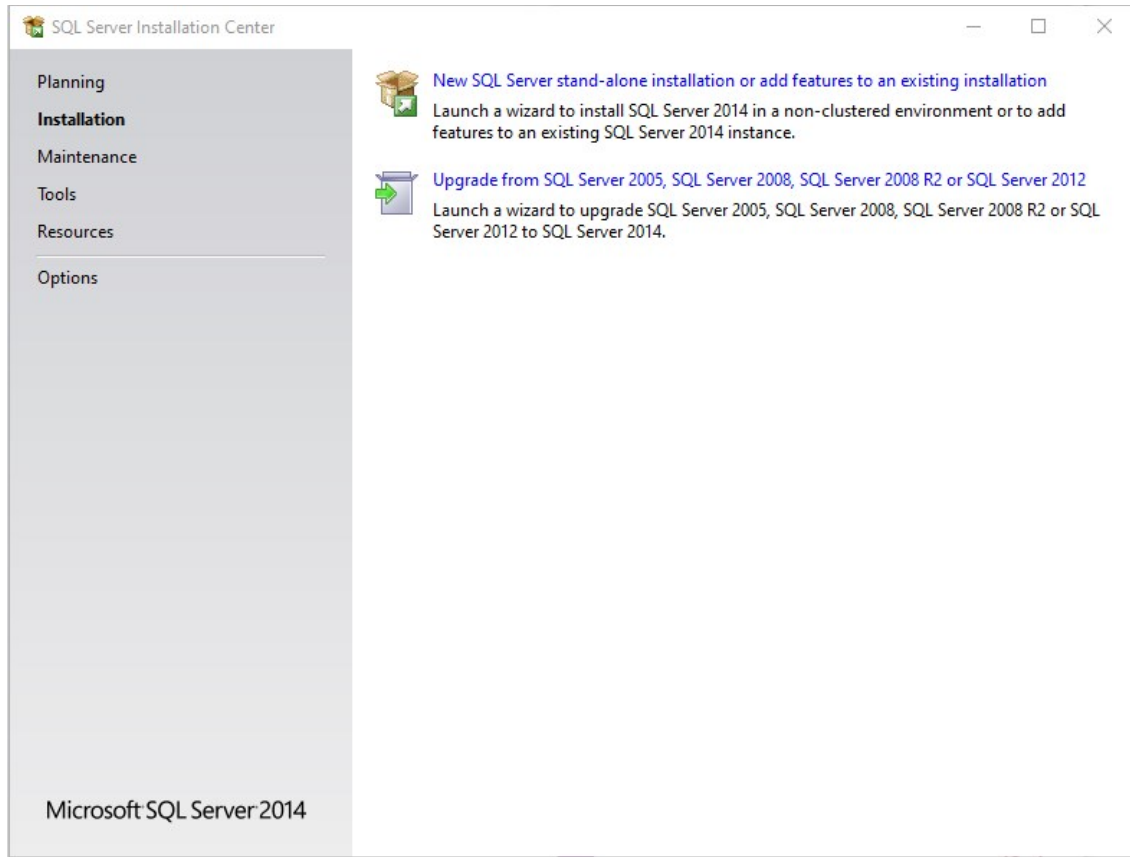 SQL Server Installation Center
Planning
Installation
Maintenance
Tools
Resources
Options
New SQL Server stand-alone installation or add features to an existing installation
Launch a wizard to install SQL Server 2014 in a non-clustered environment or to add
features to an existing SQL Server 2014 instance.
Upgrade from SQL Server 2005, SQL Server 2008, SQL Server 2008 R2 or SQL Server 2012
Launch a wizard to upgrade SQL Server 2005, SQL Server 2008, SQL Server 2008 R2 or SQL
Server 2012 to SQL Server 2014.
Microsoft SQL Server 2014